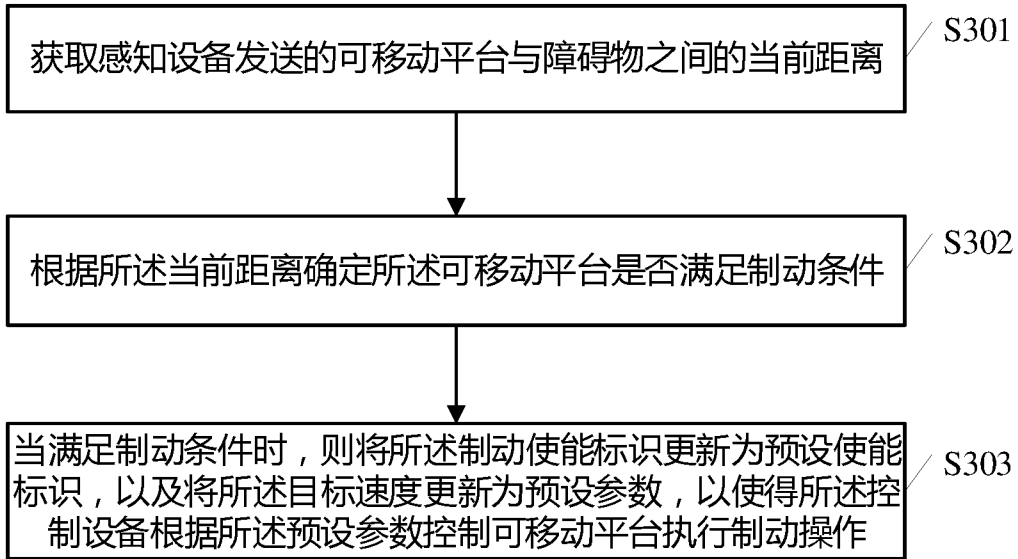 获取感知设备发送的可移动平台与障碍物之间的当前距离
S301
根据所述当前距离确定所述可移动平台是否满足制动条件
S302
当满足制动条件时，则将所述制动使能标识更新为预设使能
标识，以及将所述目标速度更新为预设参数，以使得所述控
制设备根据所述预设参数控制可移动平台执行制动操作
S303